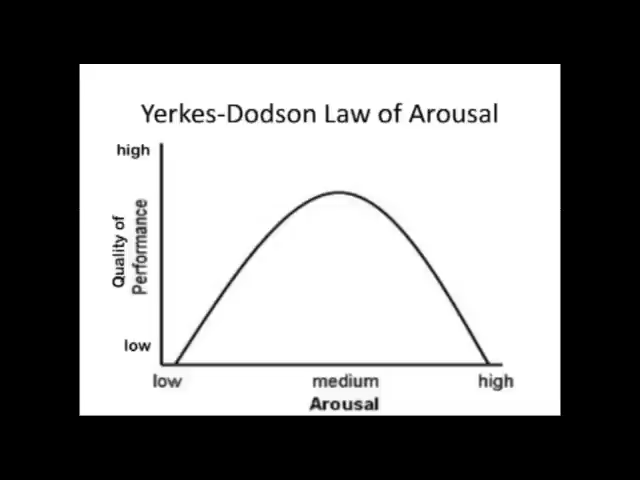 Yerkes-Dodson Law of Arousal
high
Quality of
Performance
low
low medium high
Arousal